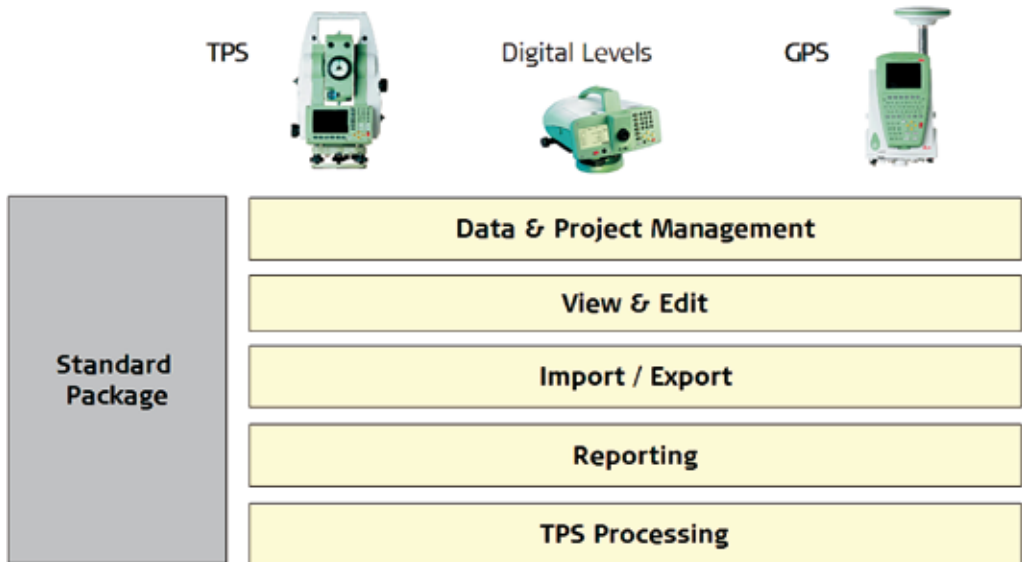 TPS
Digital Levels
GPS
Standard
Package
Data & Project Management
View & Edit
Import / Export
Reporting
TPS Processing